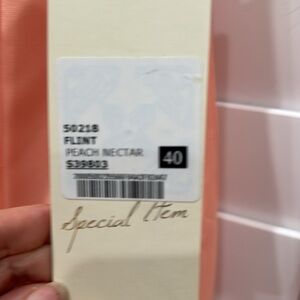 50218
FLINT
PEACH NECTAR
40
S39803
Special Item